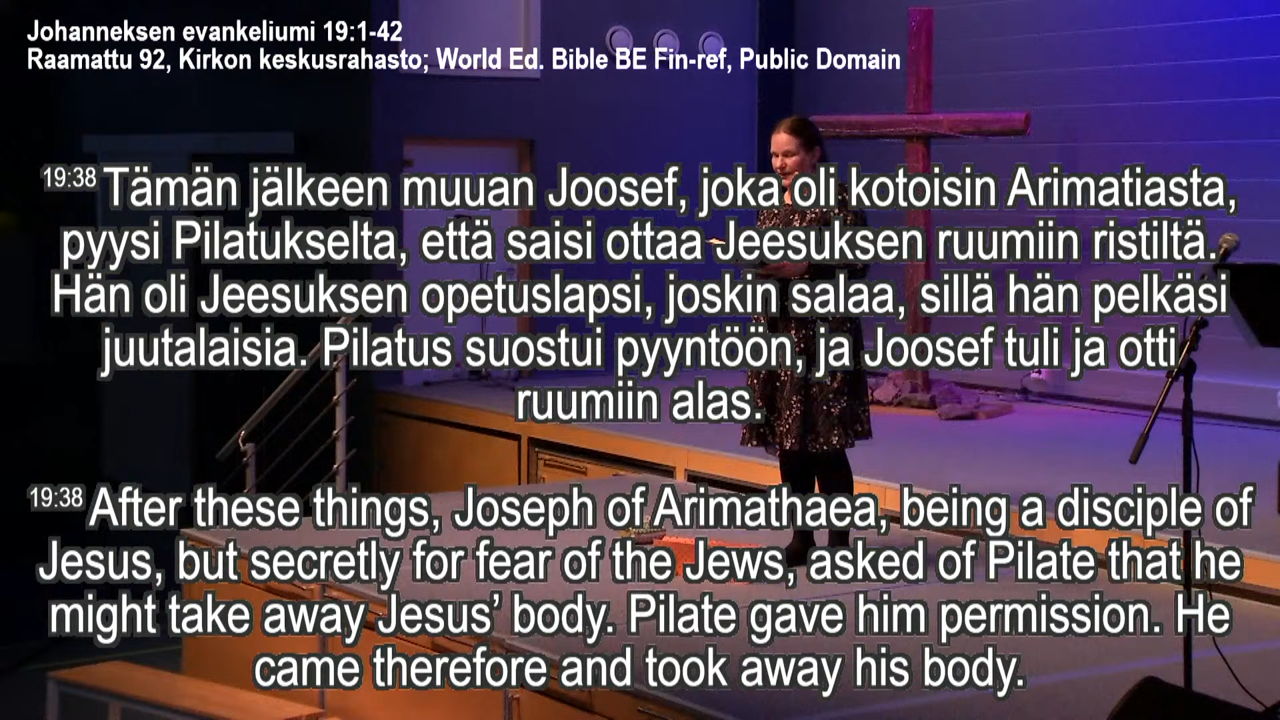 Johanneksen evankeliumi 19:1-42
Raamattu 92, Kirkon keskusrahasto; World Ed. Bible BE Fin-ref, Public Domain
19:38 Tämän jälkeen muuan Joosef, joka oli kotoisin Arimatiasta,
pyysi Pilatukselta, että saisi ottaa Jeesuksen ruumiin ristiltä.
Hän oli Jeesuksen opetuslapsi, joskin salaa, sillä hän pelkäsi
juutalaisia. Pilatus suostui pyyntöön, ja Joosef tuli ja otti
ruumiin alas.
19:38 After these things, Joseph of Arimathaea, being a disciple of
Jesus, but secretly for fear of the Jews, asked of Pilate that he
might take away Jesus’ body. Pilate gave him permission. He
came therefore and took away his body.